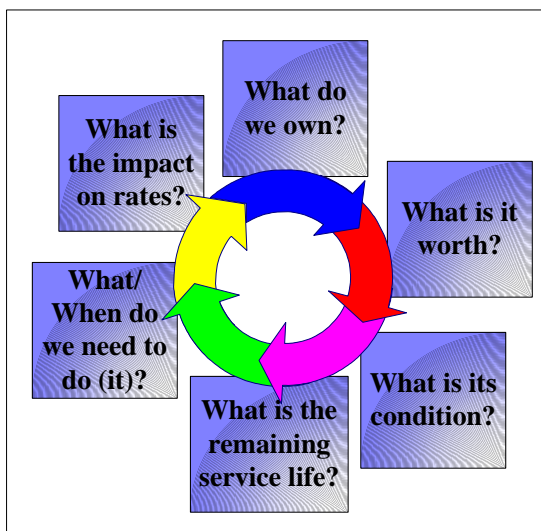 What do
we own?
What is it
worth?
What is its
condition?
What is the
remaining
service life?
What/
When do
we need to
do (it)?
What is
the impact
on rates?